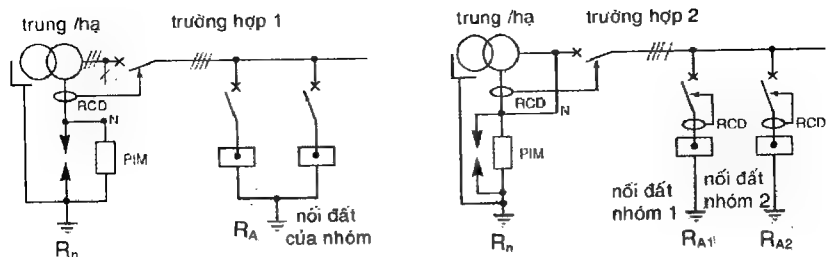 trung /hạ
trường hợp 1
RCD
N
PIM
Rn
RA
nối đất
của nhóm
trung /hạ
trường hợp 2
RCD
N
PIM
Rn
RCD
RCD
nối đất
nhóm 1
nối đất
nhóm 2
RA1
RA2